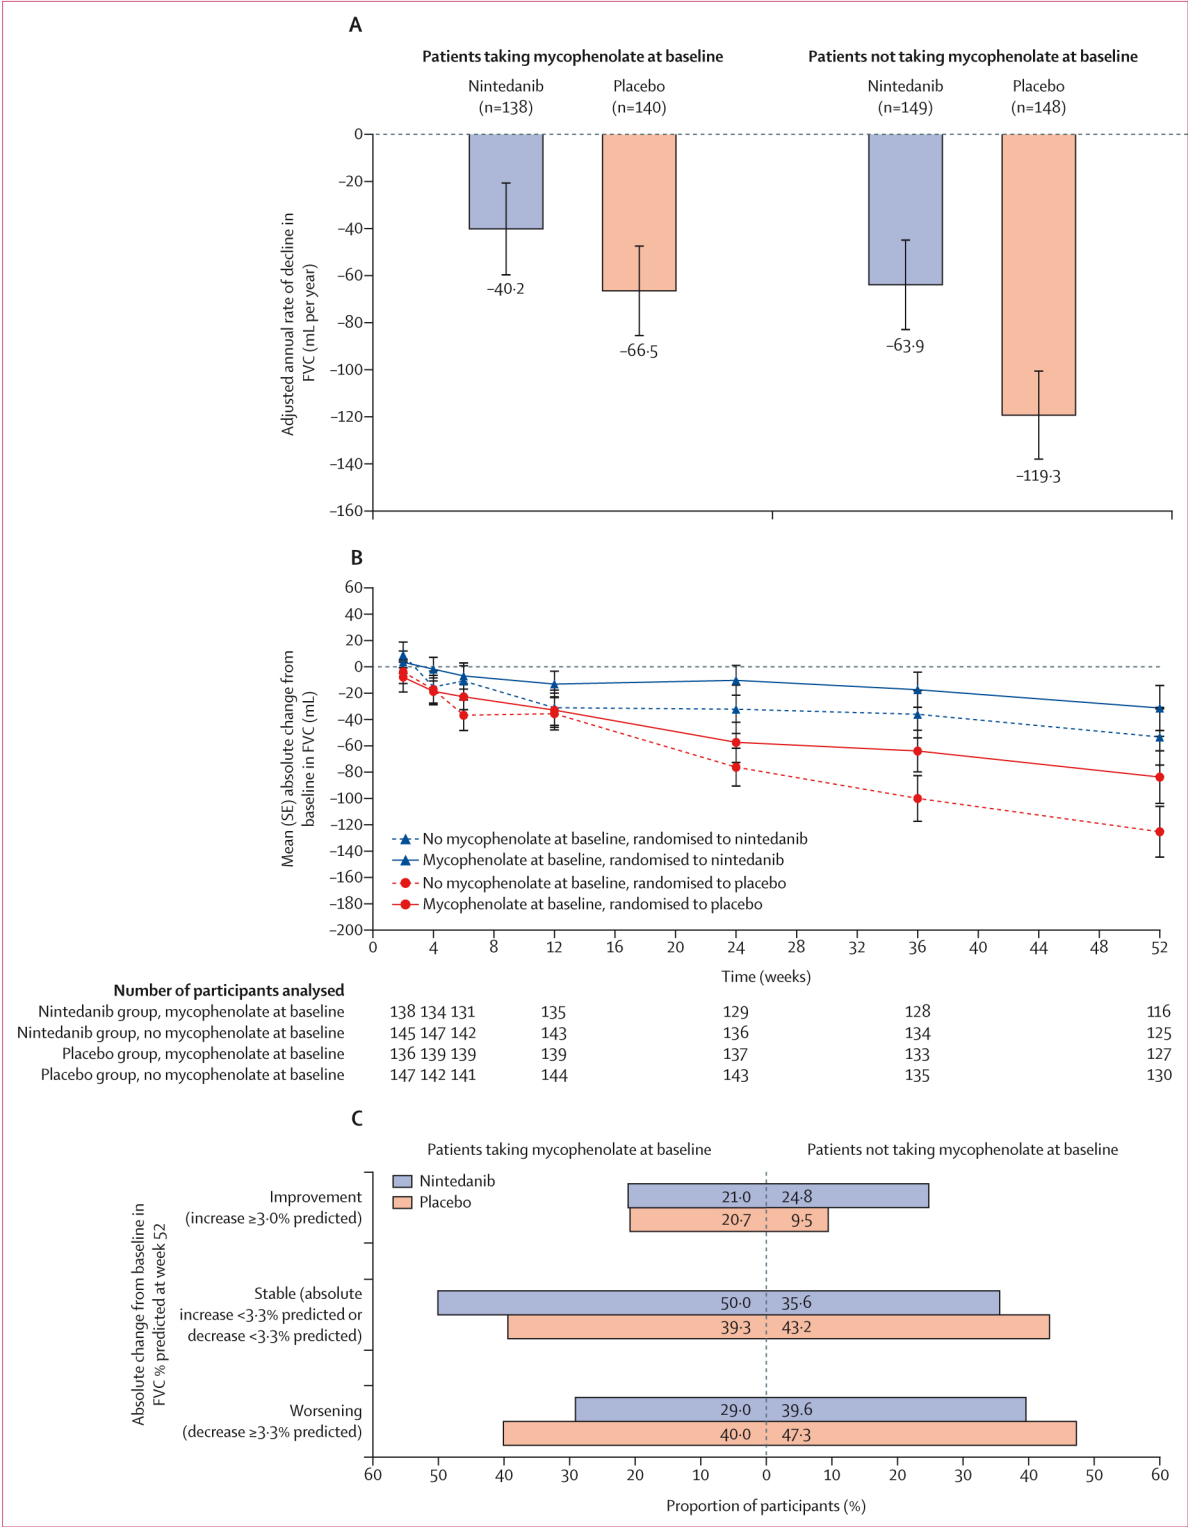 A
Patients taking mycophenolate at baseline
Patients not taking mycophenolate at baseline
Nintedanib
(n=138)
Placebo
(n=140)
Nintedanib
(n=149)
Placebo
(n=148)
Adjusted annual rate of decline in
FVC (mL per year)
0
–20
–40
–60
–80
–100
–120
–140
–160
–40·2
–66·5
–63·9
–119·3
B
Mean (SE) absolute change from
baseline in FVC (mL)
60
40
20
0
–20
–40
–60
–80
–100
–120
–140
–160
–180
–200
No mycophenolate at baseline, randomised to nintedanib
Mycophenolate at baseline, randomised to nintedanib
No mycophenolate at baseline, randomised to placebo
Mycophenolate at baseline, randomised to placebo
0 4 8 12 16 20 24 28 32 36 40 44 48 52
Time (weeks)
Number of participants analysed
Nintedanib group, mycophenolate at baseline 138 134 131 135 129 128 116
Nintedanib group, no mycophenolate at baseline 145 147 142 143 136 134 125
Placebo group, mycophenolate at baseline 136 139 139 139 137 133 127
Placebo group, no mycophenolate at baseline 147 142 141 144 143 135 130
C
Patients taking mycophenolate at baseline
Patients not taking mycophenolate at baseline
Nintedanib
Placebo
Absolute change from baseline in
FVC % predicted at week 52
Improvement
(increase ≥3·0% predicted)
21·0 24·8
20·7 9·5
Stable (absolute
increase <3·3% predicted or
decrease <3·3% predicted)
50·0 35·6
39·3 43·2
Worsening
(decrease ≥3·3% predicted)
29·0 39.6
40·0 47·3
60 50 40 30 20 10 0 10 20 30 40 50 60
Proportion of participants (%)